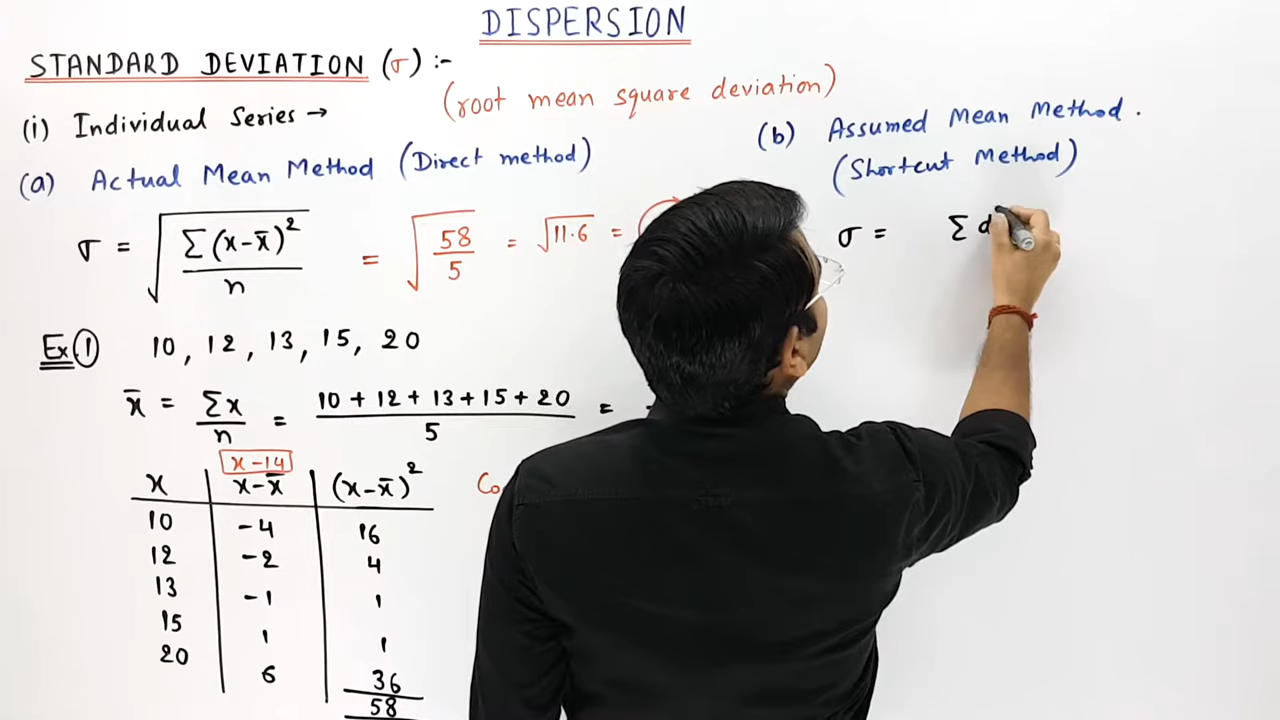 DISPERSION
STANDARD DEVIATION (σ) :-
(root mean square deviation)
(i) Individual Series →
(a) Actual Mean Method (Direct method)
σ = √(Σ(x-x̄)²/n) = √(58/5) = √11.6 =
Ex.1 10, 12, 13, 15, 20
x̄ = Σx/n = (10 + 12 + 13 + 15 + 20)/5 =
x-14
x | x-x̄ | (x-x̄)²
10 | -4 | 16
12 | -2 | 4
13 | -1 | 1
15 | 1 | 1
20 | 6 | 36
58
(b) Assumed Mean Method.
(Shortcut Method)
σ = Σd